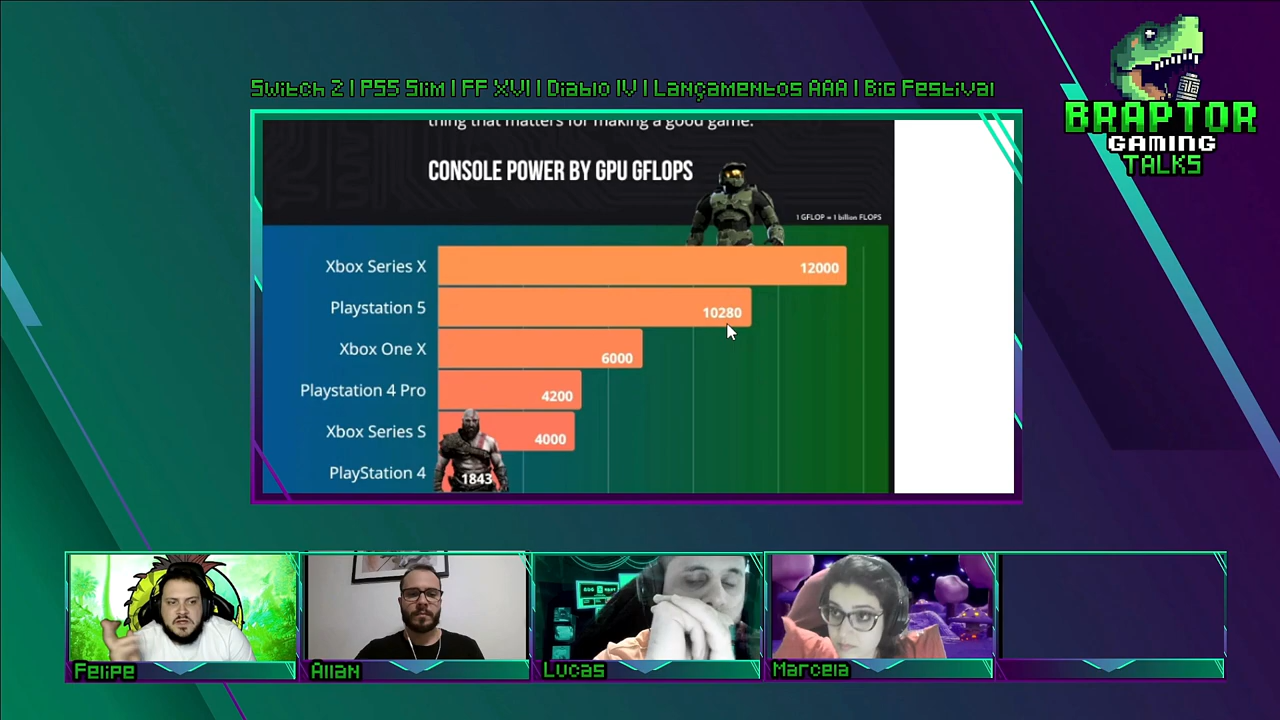 Switch 2 | PS5 Slim | FF XVI | Diablo IV | Lançamentos AAA | Big Festival
BRAPTOR
GAMING
TALKS
thing that matters for making a good game.
CONSOLE POWER BY GPU GFLOPS
1 GFLOP = 1 billion FLOPS
Xbox Series X 12000
Playstation 5 10280
Xbox One X 6000
Playstation 4 Pro 4200
Xbox Series S 4000
PlayStation 4 1843
Felipe
Allan
Lucas
Marcela